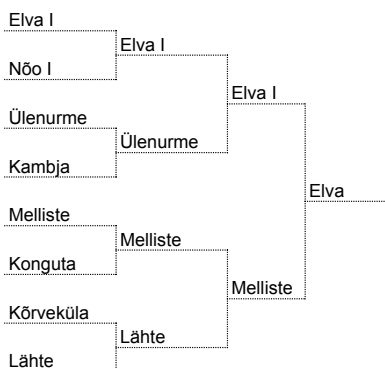 Elva I
Elva I
Nõo I
Elva I
Ülenurme
Ülenurme
Kambja
Elva
Melliste
Melliste
Konguta
Melliste
Kõrveküla
Lähte
Lähte